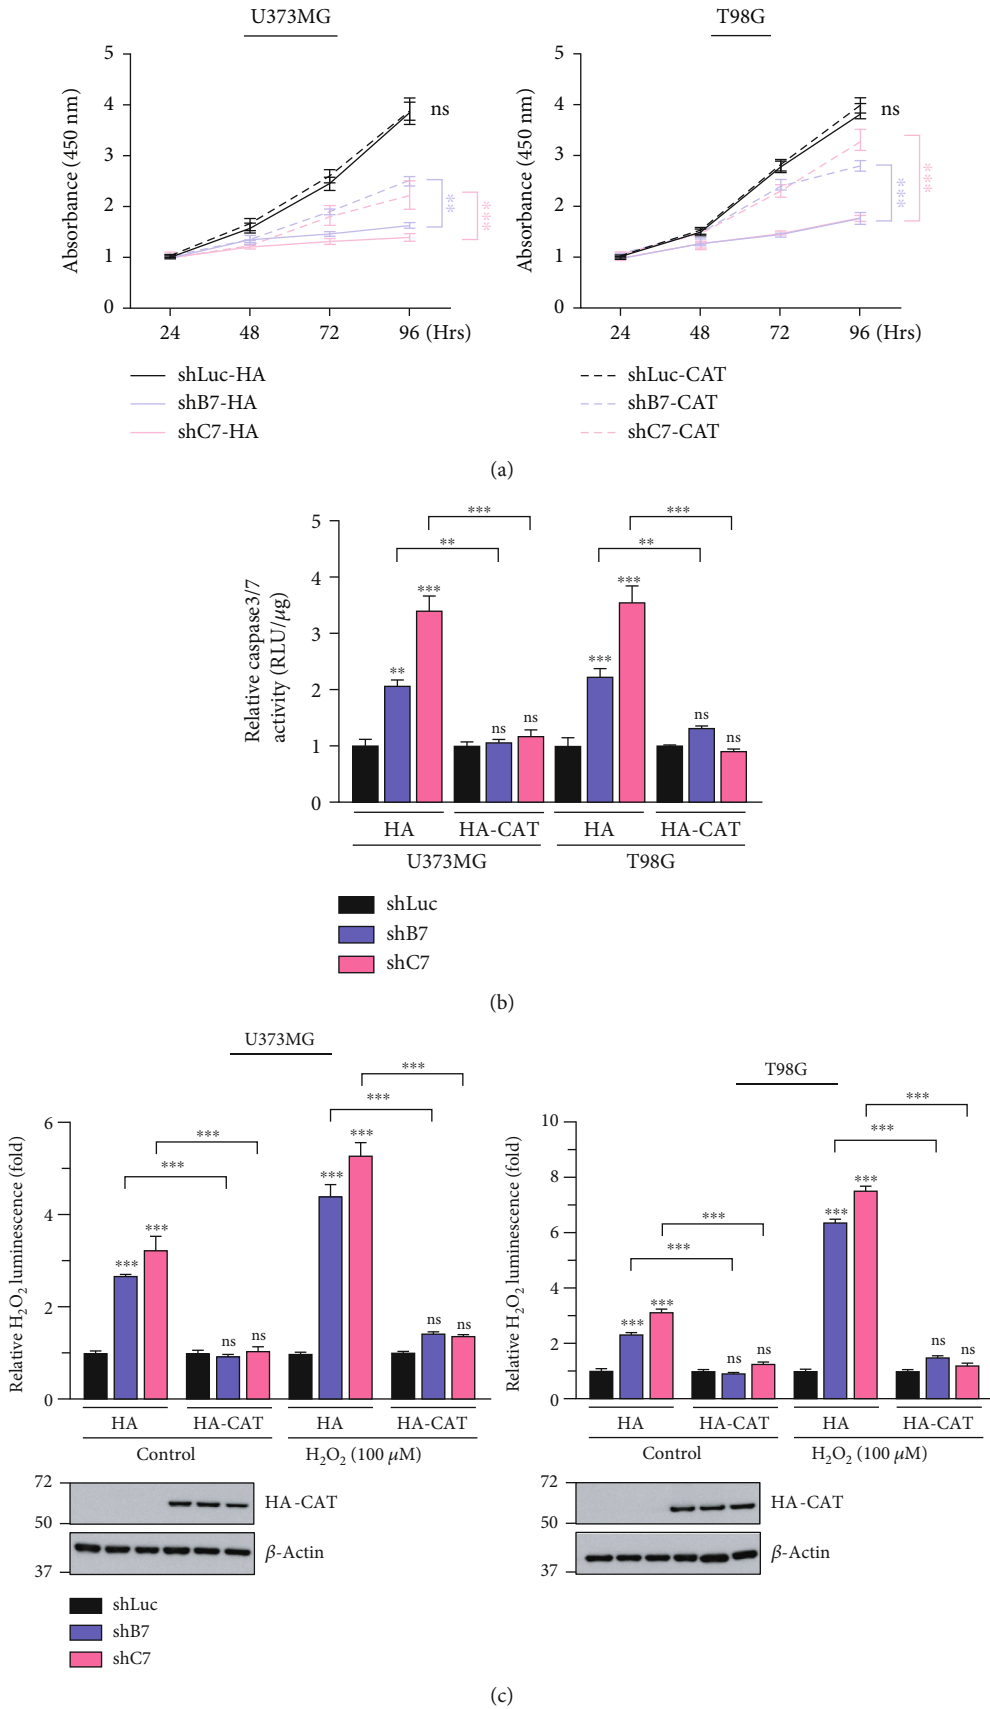 U373MG
T98G
Absorbance (450 nm)
5
4
3
2
1
0
ns
**
***
24 48 72 96 (Hrs)
Absorbance (450 nm)
5
4
3
2
1
0
ns
***
***
24 48 72 96 (Hrs)
shLuc-HA
shB7-HA
shC7-HA
shLuc-CAT
shB7-CAT
shC7-CAT
(a)
Relative caspase3/7
activity (RLU/μg)
5
4
3
2
1
0
*** ***
** **
*** ***
** ***
ns ns ns ns
HA HA-CAT HA HA-CAT
U373MG T98G
shLuc
shB7
shC7
(b)
U373MG
Relative H₂O₂ luminescence (fold)
6
4
2
1
0
***
***
***
***
*** *** *** ***
ns ns ns ns
HA HA-CAT HA HA-CAT
Control H₂O₂ (100 μM)
72
50
37
HA-CAT
β-Actin
T98G
Relative H₂O₂ luminescence (fold)
10
8
6
4
2
1
0
***
***
***
***
*** *** *** ***
ns ns ns ns
HA HA-CAT HA HA-CAT
Control H₂O₂ (100 μM)
72
50
37
HA-CAT
β-Actin
shLuc
shB7
shC7
(c)